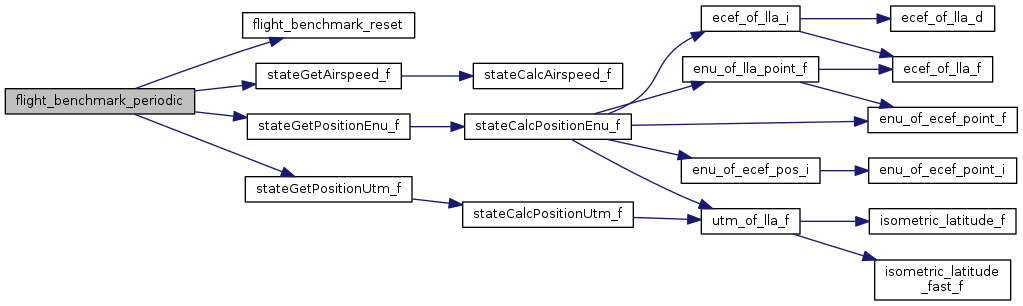 flight_benchmark_periodic
flight_benchmark_reset
stateGetAirspeed_f
stateGetPositionEnu_f
stateGetPositionUtm_f
stateCalcAirspeed_f
stateCalcPositionEnu_f
stateCalcPositionUtm_f
ecef_of_lla_i
enu_of_lla_point_f
enu_of_ecef_pos_i
utm_of_lla_f
ecef_of_lla_d
ecef_of_lla_f
enu_of_ecef_point_f
enu_of_ecef_point_i
isometric_latitude_f
isometric_latitude
_fast_f